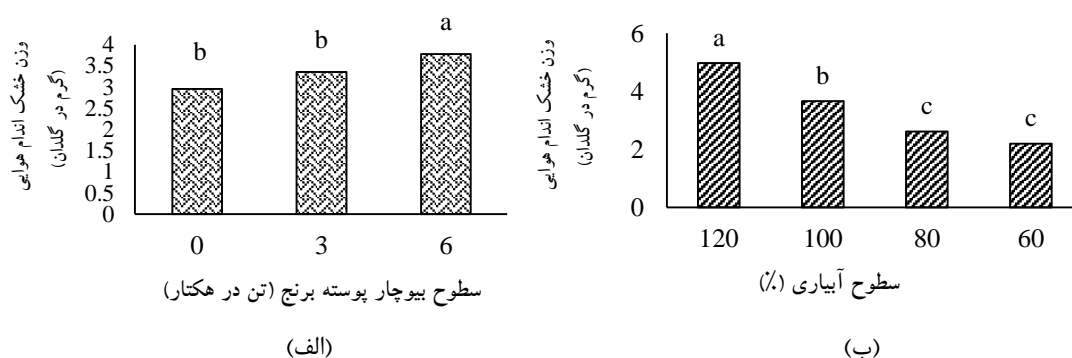 وزن خشک اندام هوایی
(گرم در گلدان)
4
3.5
3
2.5
2
1.5
1
0.5
0
b
b
a
0 3 6
سطوح بیوچار پوسته برنج (تن در هکتار)
(الف)
وزن خشک اندام هوایی
(گرم در گلدان)
6
4
2
0
a
b
c
c
120 100 80 60
سطوح آبیاری (٪)
(ب)